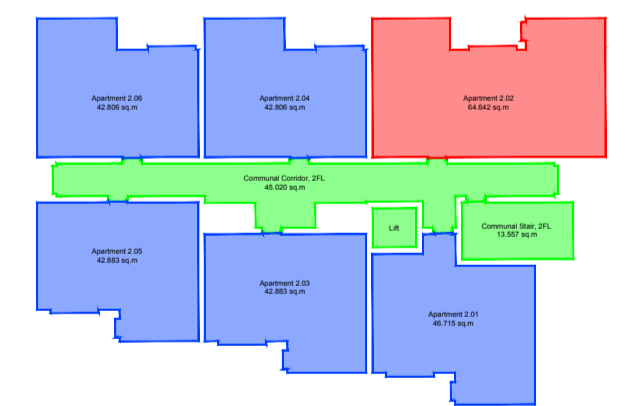 Apartment 2.06
42.806 sq.m
Apartment 2.04
42.806 sq.m
Apartment 2.02
64.642 sq.m
Communal Corridor, 2FL
45.020 sq.m
Lift
Communal Stair, 2FL
13.557 sq.m
Apartment 2.05
42.883 sq.m
Apartment 2.03
42.883 sq.m
Apartment 2.01
46.715 sq.m